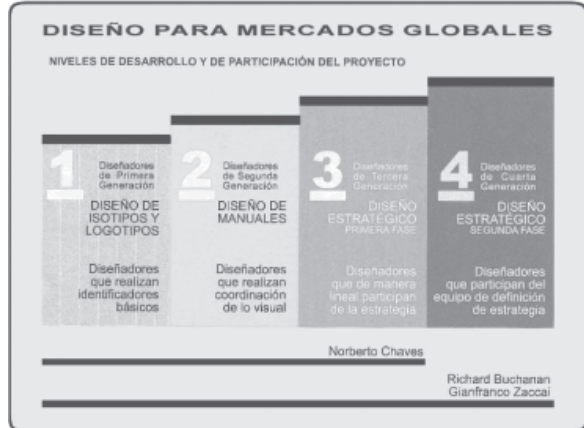 DISEÑO PARA MERCADOS GLOBALES
NIVELES DE DESARROLLO Y DE PARTICIPACIÓN DEL PROYECTO
1
Diseñadores
de Primera
Generación
DISEÑO DE
ISOTIPOS Y
LOGOTIPOS
Diseñadores
que realizan
identificadores
básicos
2
Diseñadores
de Segunda
Generación
DISEÑO DE
MANUALES
Diseñadores
que realizan
coordinación
de lo visual
3
Diseñadores
de Tercera
Generación
DISEÑO
ESTRATÉGICO
PRIMERA FASE
Diseñadores
que de manera
lineal participan
de la estrategia
4
Diseñadores
de Cuarta
Generación
DISEÑO
ESTRATÉGICO
SEGUNDA FASE
Diseñadores
que participan del
equipo de definición
de estrategia
Norberto Chaves
Richard Buchanan
Gianfranco Zaccai